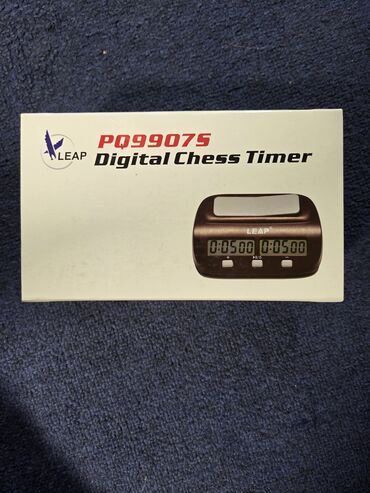 LEAP
PQ9907S
Digital Chess Timer
LEAP
0:05:00 0:05:00